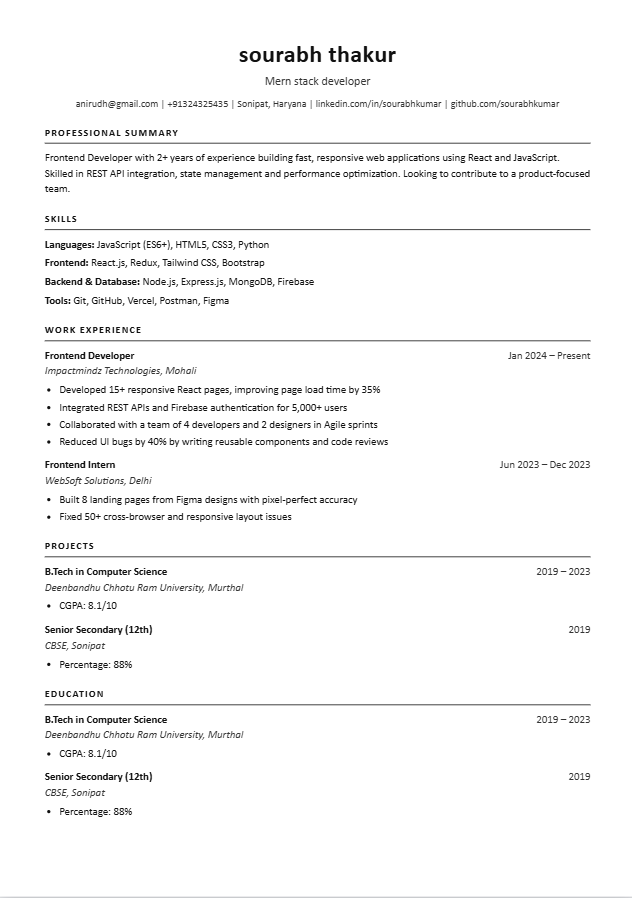 sourabh thakur
Mern stack developer
anirudh@gmail.com | +91324325435 | Sonipat, Haryana | linkedin.com/in/sourabhkumar | github.com/sourabhkumar
PROFESSIONAL SUMMARY
Frontend Developer with 2+ years of experience building fast, responsive web applications using React and JavaScript.
Skilled in REST API integration, state management and performance optimization. Looking to contribute to a product-focused
team.
SKILLS
Languages: JavaScript (ES6+), HTML5, CSS3, Python
Frontend: React.js, Redux, Tailwind CSS, Bootstrap
Backend & Database: Node.js, Express.js, MongoDB, Firebase
Tools: Git, GitHub, Vercel, Postman, Figma
WORK EXPERIENCE
Frontend Developer Jan 2024 – Present
Impactmindz Technologies, Mohali
• Developed 15+ responsive React pages, improving page load time by 35%
• Integrated REST APIs and Firebase authentication for 5,000+ users
• Collaborated with a team of 4 developers and 2 designers in Agile sprints
• Reduced UI bugs by 40% by writing reusable components and code reviews
Frontend Intern Jun 2023 – Dec 2023
WebSoft Solutions, Delhi
• Built 8 landing pages from Figma designs with pixel-perfect accuracy
• Fixed 50+ cross-browser and responsive layout issues
PROJECTS
B.Tech in Computer Science 2019 – 2023
Deenbandhu Chhotu Ram University, Murthal
• CGPA: 8.1/10
Senior Secondary (12th) 2019
CBSE, Sonipat
• Percentage: 88%
EDUCATION
B.Tech in Computer Science 2019 – 2023
Deenbandhu Chhotu Ram University, Murthal
• CGPA: 8.1/10
Senior Secondary (12th) 2019
CBSE, Sonipat
• Percentage: 88%